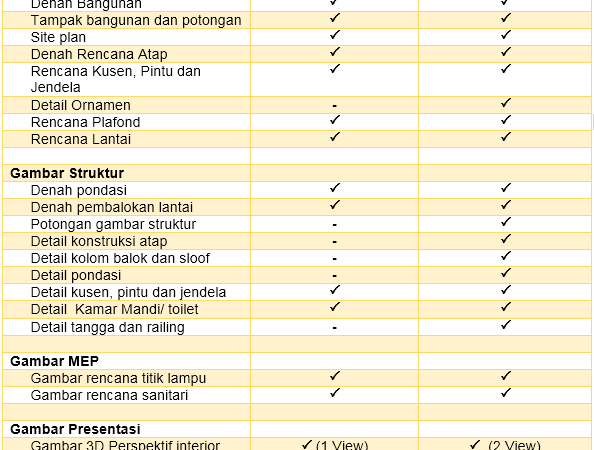 Denah Bangunan ✓ ✓
Tampak bangunan dan potongan ✓ ✓
Site plan ✓ ✓
Denah Rencana Atap ✓ ✓
Rencana Kusen, Pintu dan ✓ ✓
Jendela
Detail Ornamen - ✓
Rencana Plafond ✓ ✓
Rencana Lantai ✓ ✓
Gambar Struktur
Denah pondasi ✓ ✓
Denah pembalokan lantai ✓ ✓
Potongan gambar struktur - ✓
Detail konstruksi atap - ✓
Detail kolom balok dan sloof - ✓
Detail pondasi - ✓
Detail kusen, pintu dan jendela ✓ ✓
Detail Kamar Mandi/ toilet ✓ ✓
Detail tangga dan railing - ✓
Gambar MEP
Gambar rencana titik lampu ✓ ✓
Gambar rencana sanitari ✓ ✓
Gambar Presentasi
Gambar 3D Perspektif interior ✓ (1 View) ✓ (2 View)